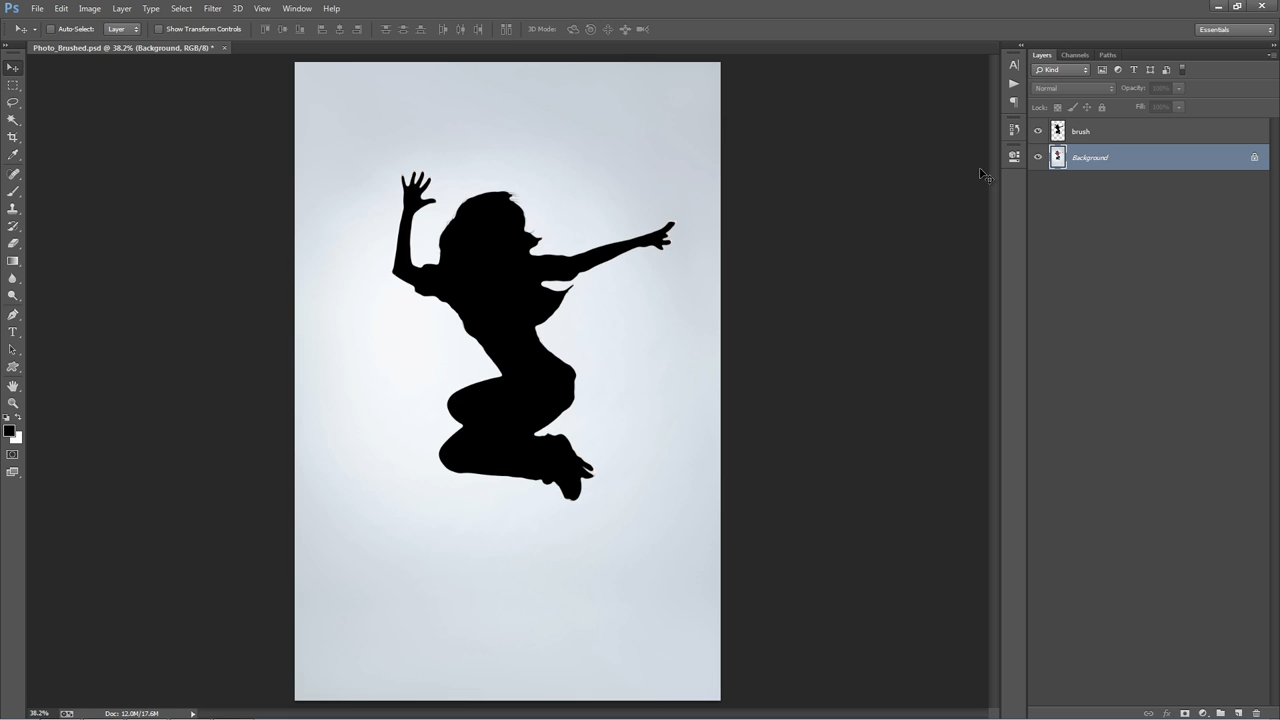 Ps File Edit Image Layer Type Select Filter 3D View Window Help
Auto-Select: Layer Show Transform Controls 3D Mode: Essentials
Photo_Brushed.psd @ 38.2% (Background, RGB/8) * ×
Layers Channels Paths
Kind
Normal Opacity: 100%
Lock: Fill: 100%
brush
Background
38.2% Doc: 12.0M/17.6M